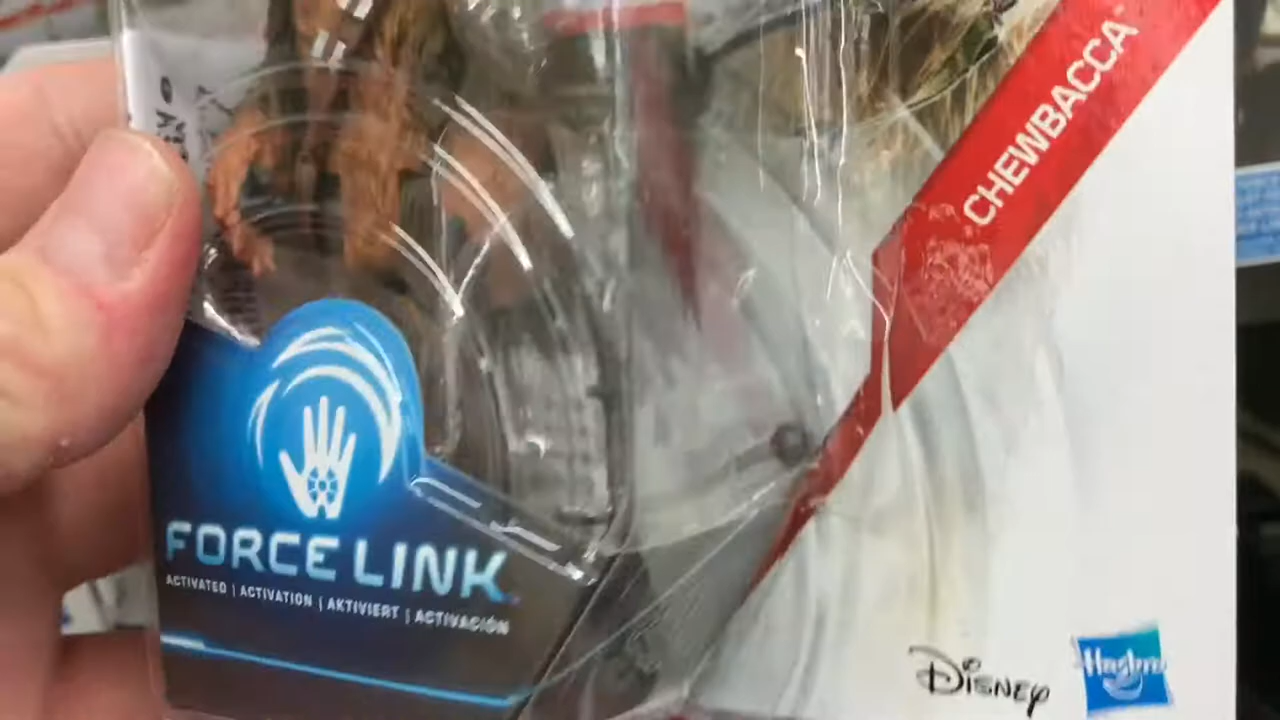 CHEWBACCA
FORCE LINK
ACTIVATED | ACTIVATION | AKTIVIERT | ACTIVACIÓN
DISNEY
Hasbro